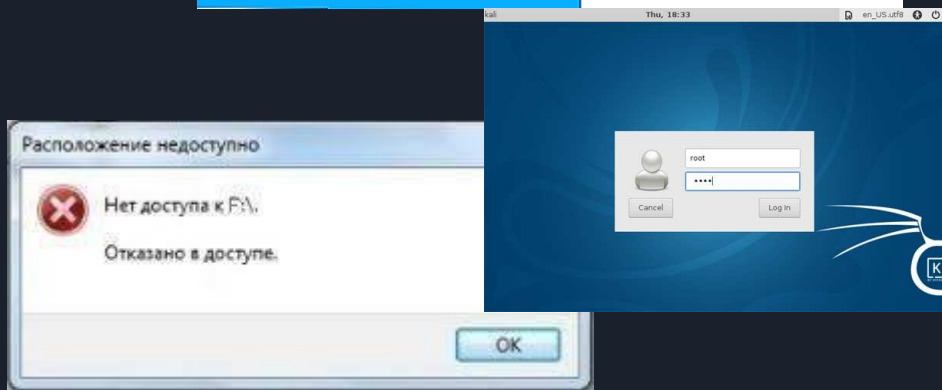 kali
Thu, 18:33
en_US.utf8
Расположение недоступно
Нет доступа к F:\.
Отказано в доступе.
OK
root
••••
Cancel
Log In
K